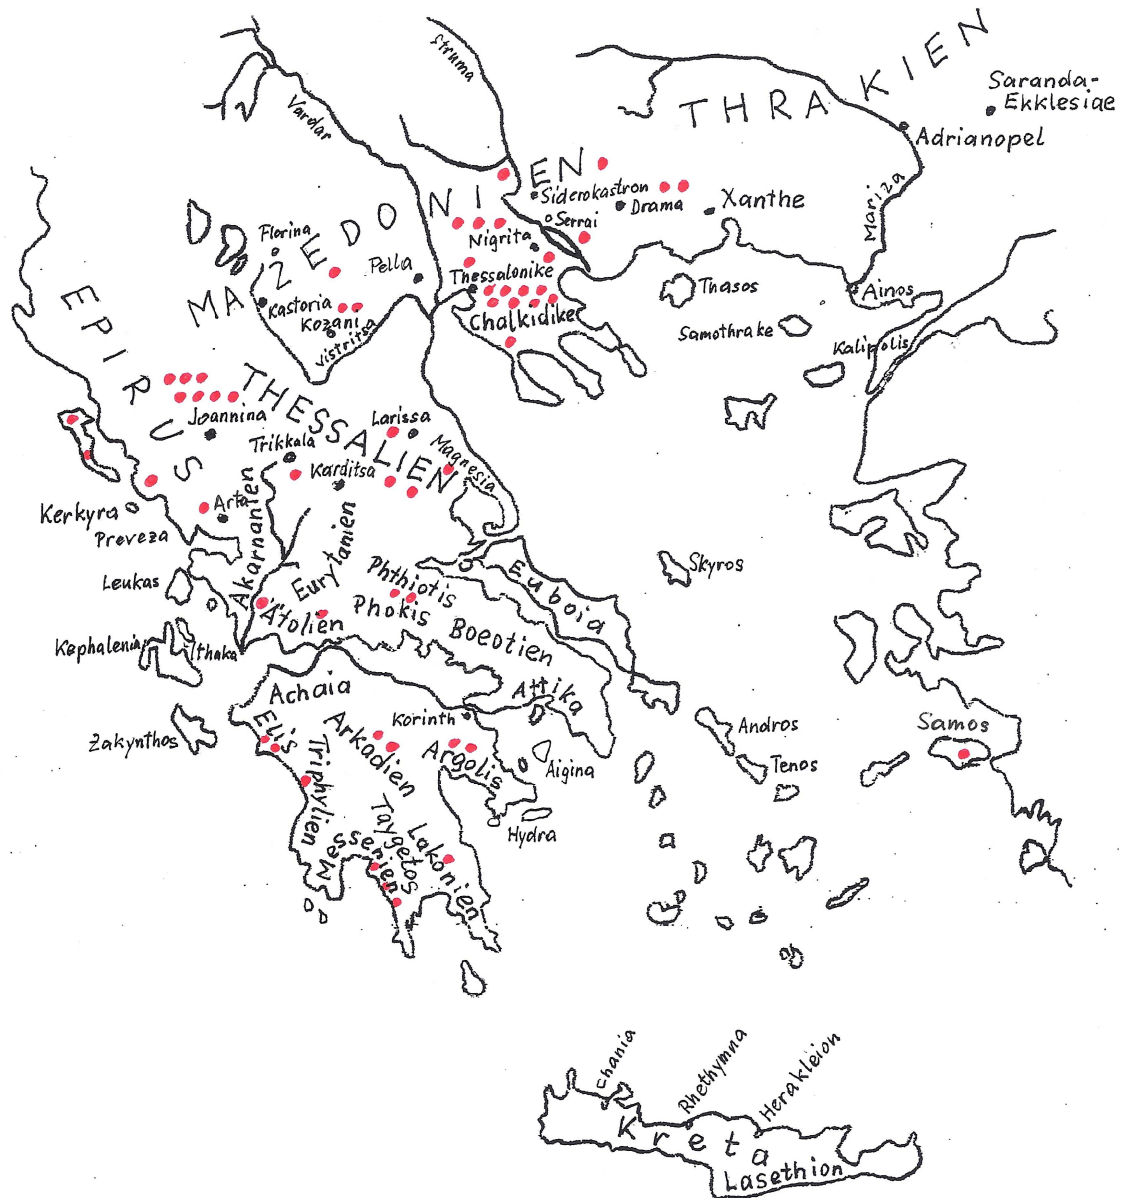 Struma
Vardar
THRAKIEN
Saranda-
Ekklesiae
Adrianopel
Mariza
MAZEDONIEN
Siderokastron
Drama
Xanthe
Serrai
Nigrita
Florina
Pella
Thessalonike
Kastoria
Kozani
Vistritsa
Chalkidike
Thasos
Ainos
Samothrake
Kalipolis
EPIRUS
THESSALIEN
Joannina
Larissa
Trikkala
Karditsa
Magnesia
Kerkyra
Arta
Preveza
Akarnanien
Eurytanien
Leukas
Phthiotis
Euboia
Skyros
Ätolien
Phokis
Boeotien
Kephalenia
Ithaka
Achaia
Attika
Zakynthos
Elis
Arkadien
Korinth
Argolis
Aigina
Andros
Tenos
Samos
Triphylien
Hydra
Taygetos
Lakonien
Messenien
Chania
Rhethymna
Herakleion
Kreta
Lasethion